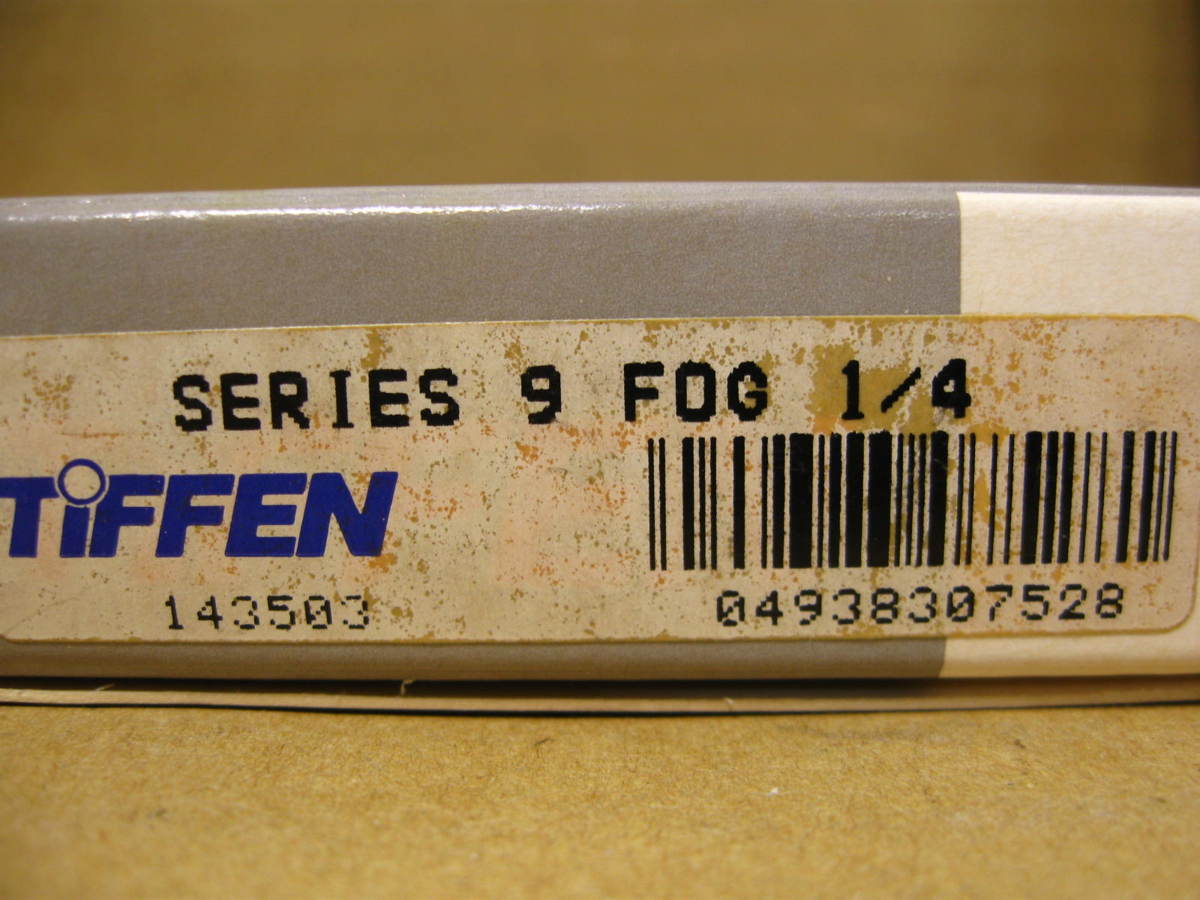 SERIES 9 FOG 1/4
TiFFEN
143503
04938307528